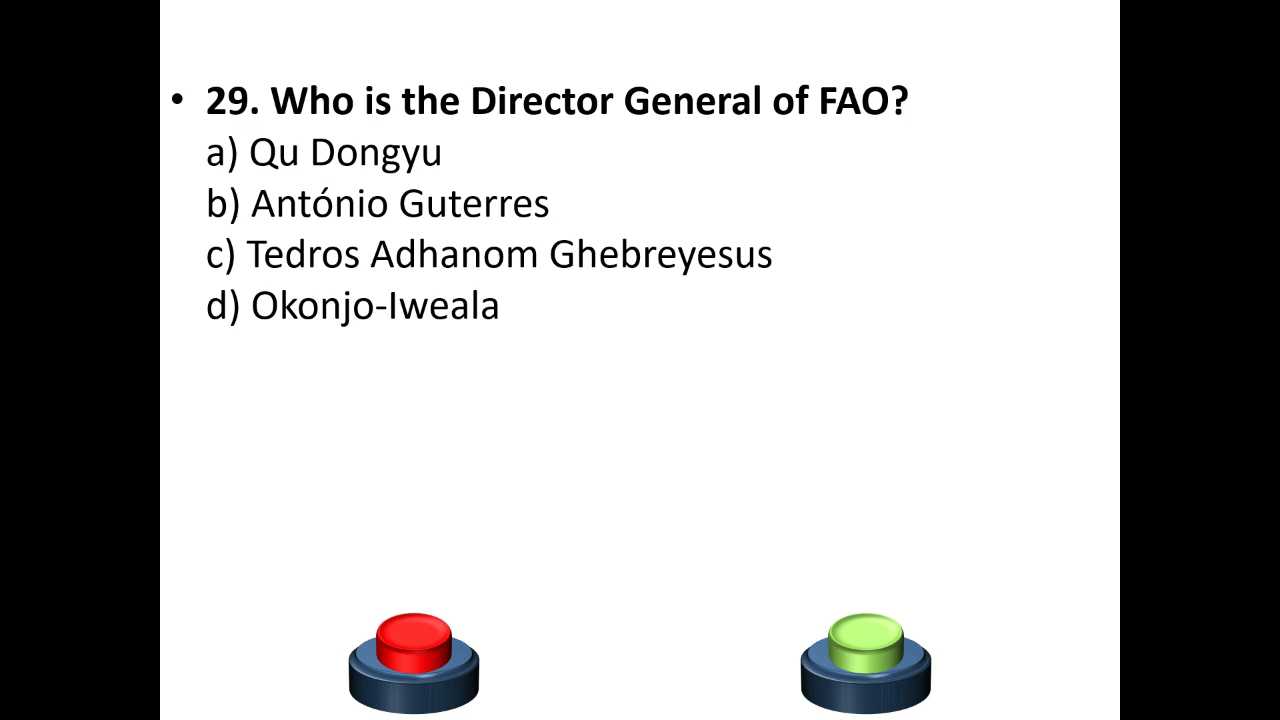 • 29. Who is the Director General of FAO?
a) Qu Dongyu
b) António Guterres
c) Tedros Adhanom Ghebreyesus
d) Okonjo-Iweala